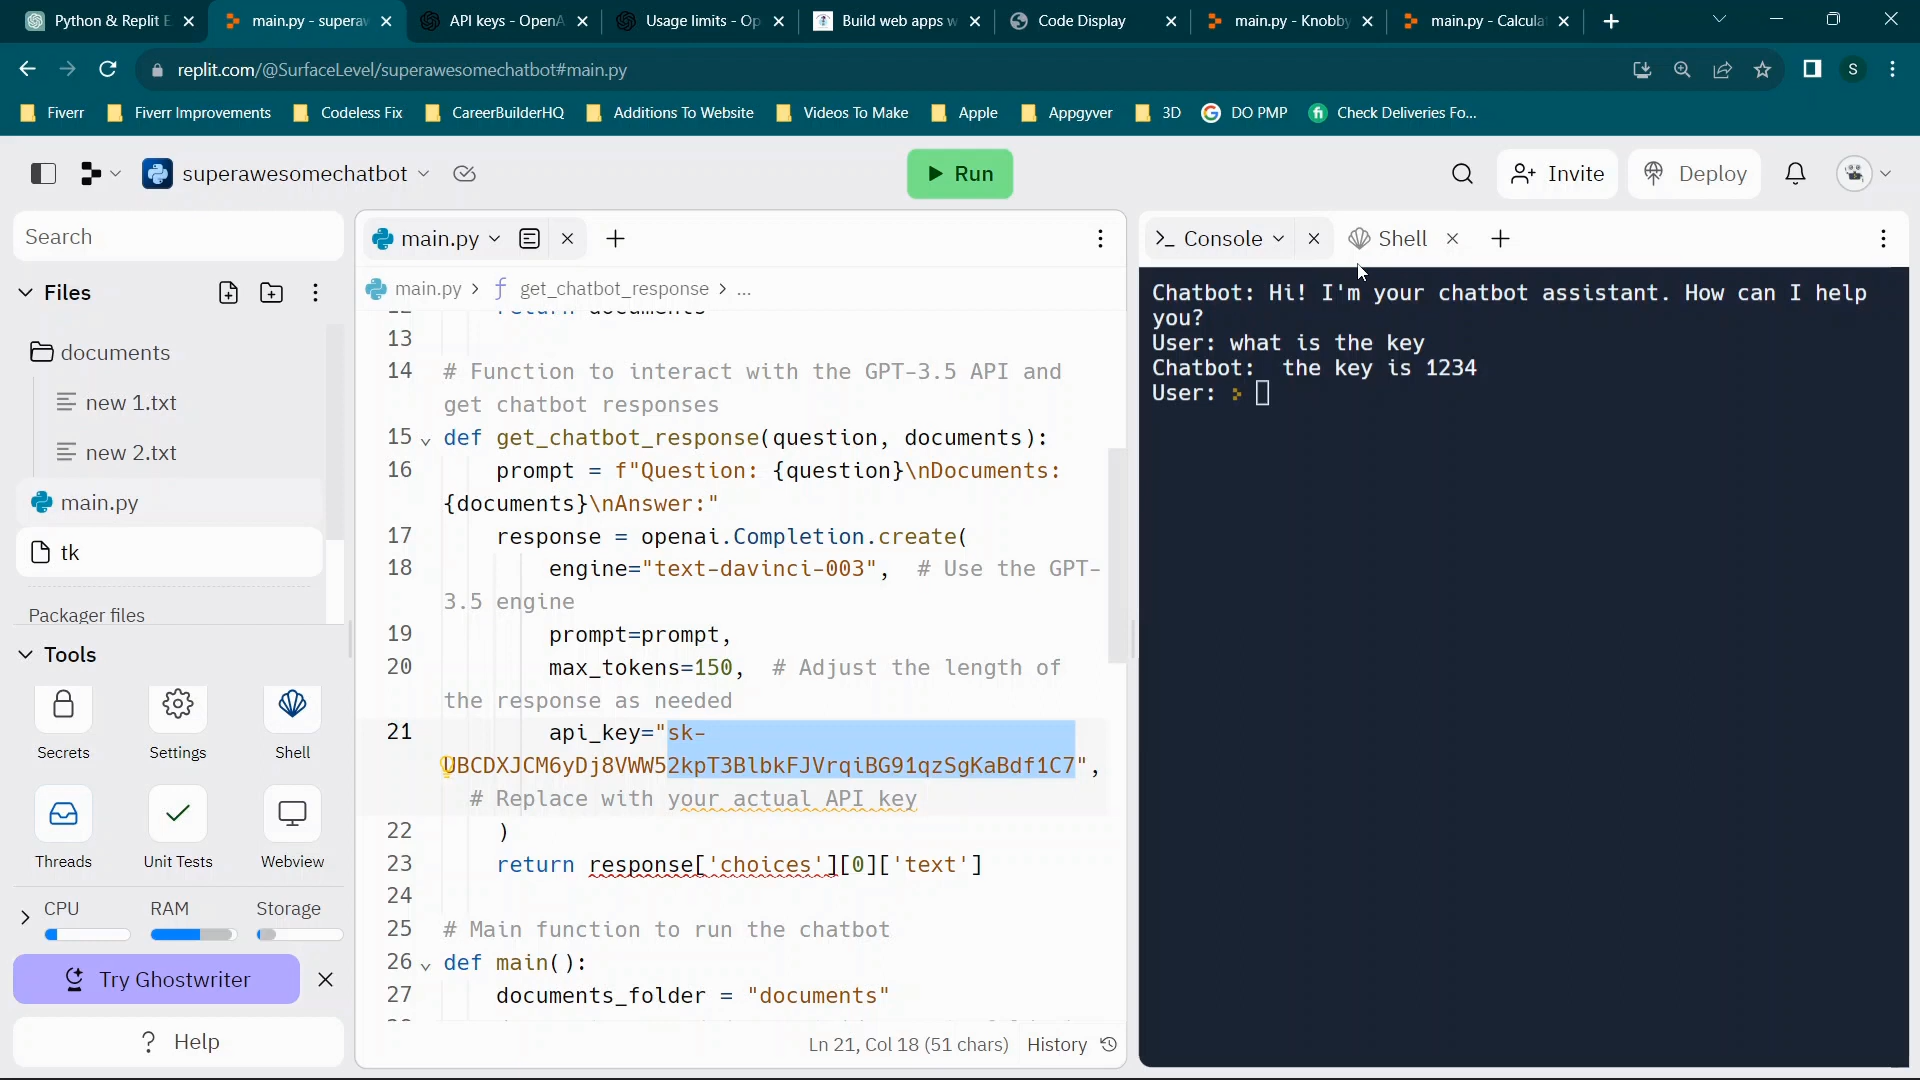 Python & Replit E
main.py - superaw
API keys - OpenA
Usage limits - Op
Build web apps w
Code Display
main.py - Knobby
main.py - Calcula
replit.com/@SurfaceLevel/superawesomechatbot#main.py
S
Fiverr
Fiverr Improvements
Codeless Fix
CareerBuilderHQ
Additions To Website
Videos To Make
Apple
Appgyver
3D
DO PMP
Check Deliveries Fo...
superawesomechatbot
Run
Invite
Deploy
Search
Files
documents
new 1.txt
new 2.txt
main.py
tk
Packager files
Tools
Secrets
Settings
Shell
Threads
Unit Tests
Webview
CPU
RAM
Storage
Try Ghostwriter
? Help
main.py
main.py > f get_chatbot_response > ...
12 return documents
13
14 # Function to interact with the GPT-3.5 API and
get chatbot responses
15 def get_chatbot_response(question, documents):
16 prompt = f"Question: {question}\nDocuments:
{documents}\nAnswer:"
17 response = openai.Completion.create(
18 engine="text-davinci-003", # Use the GPT-
3.5 engine
19 prompt=prompt,
20 max_tokens=150, # Adjust the length of
the response as needed
21 api_key="sk-
UBCDXJCM6yDj8VWW52kpT3BlbkFJVrqiBG91qzSgKaBdf1C7",
# Replace with your actual API key
22 )
23 return response['choices'][0]['text']
24
25 # Main function to run the chatbot
26 def main():
27 documents_folder = "documents"
Ln 21, Col 18 (51 chars) History
Console
Shell
Chatbot: Hi! I'm your chatbot assistant. How can I help
you?
User: what is the key
Chatbot:  the key is 1234
User: